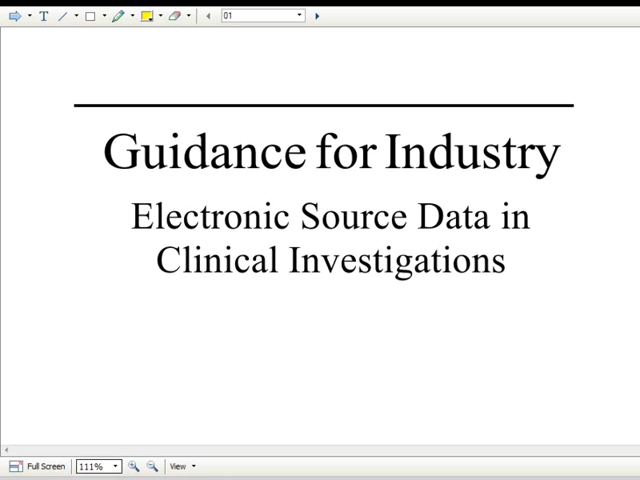 T
01
Guidance for Industry
Electronic Source Data in
Clinical Investigations
Full Screen
111%
View